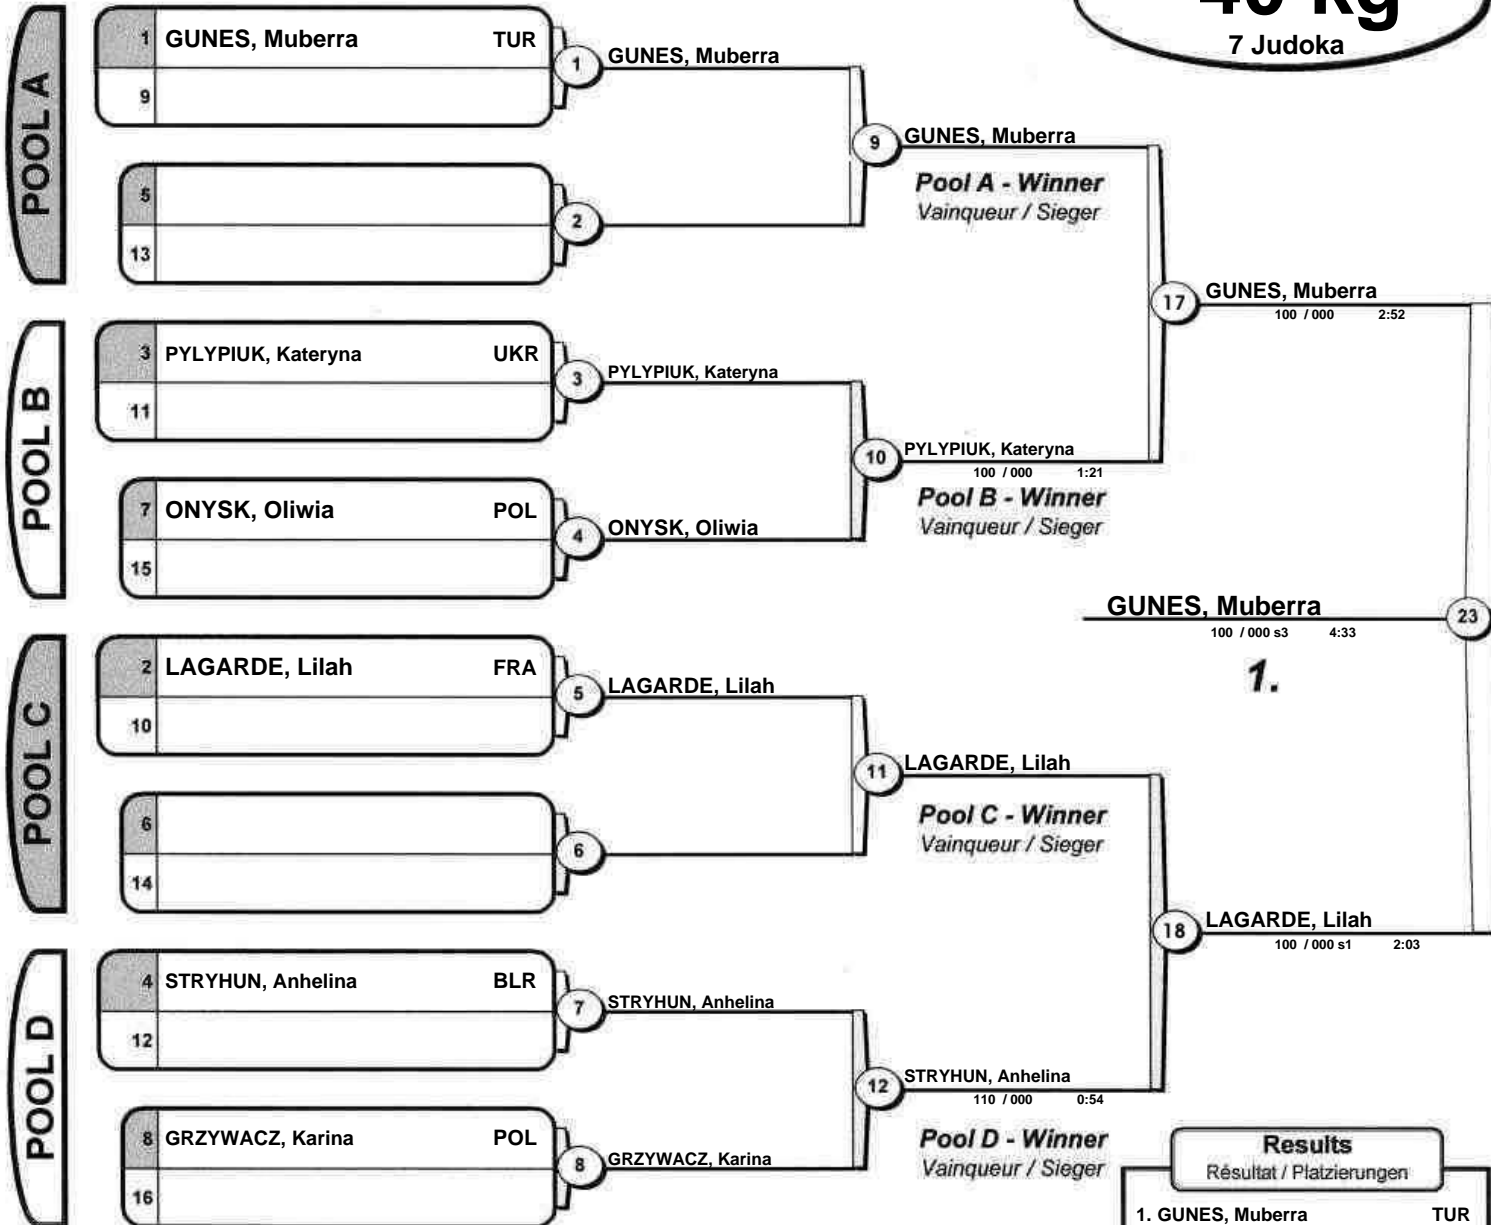 40 kg
7 Judoka
POOL A
1 GUNES, Muberra TUR
9
1
GUNES, Muberra
5
13
2
9
GUNES, Muberra
Pool A - Winner
Vainqueur / Sieger
POOL B
3 PYLYPIUK, Kateryna UKR
11
3
PYLYPIUK, Kateryna
7 ONYSK, Oliwia POL
15
4
ONYSK, Oliwia
10
PYLYPIUK, Kateryna
100 / 000 1:21
Pool B - Winner
Vainqueur / Sieger
17
GUNES, Muberra
100 / 000 2:52
GUNES, Muberra
100 / 000 s3 4:33
23
1.
POOL C
2 LAGARDE, Lilah FRA
10
5
LAGARDE, Lilah
6
14
6
11
LAGARDE, Lilah
Pool C - Winner
Vainqueur / Sieger
POOL D
4 STRYHUN, Anhelina BLR
12
7
STRYHUN, Anhelina
8 GRZYWACZ, Karina POL
16
8
GRZYWACZ, Karina
12
STRYHUN, Anhelina
110 / 000 0:54
Pool D - Winner
Vainqueur / Sieger
18
LAGARDE, Lilah
100 / 000 s1 2:03
Results
Résultat / Platzierungen
1. GUNES, Muberra TUR